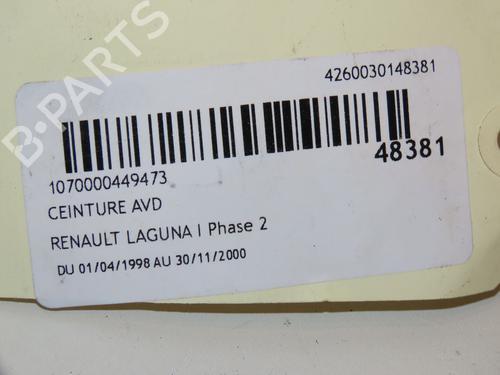 B-PARTS
4260030148381
48381
1070000449473
CEINTURE AVD
RENAULT LAGUNA I Phase 2
DU 01/04/1998 AU 30/11/2000